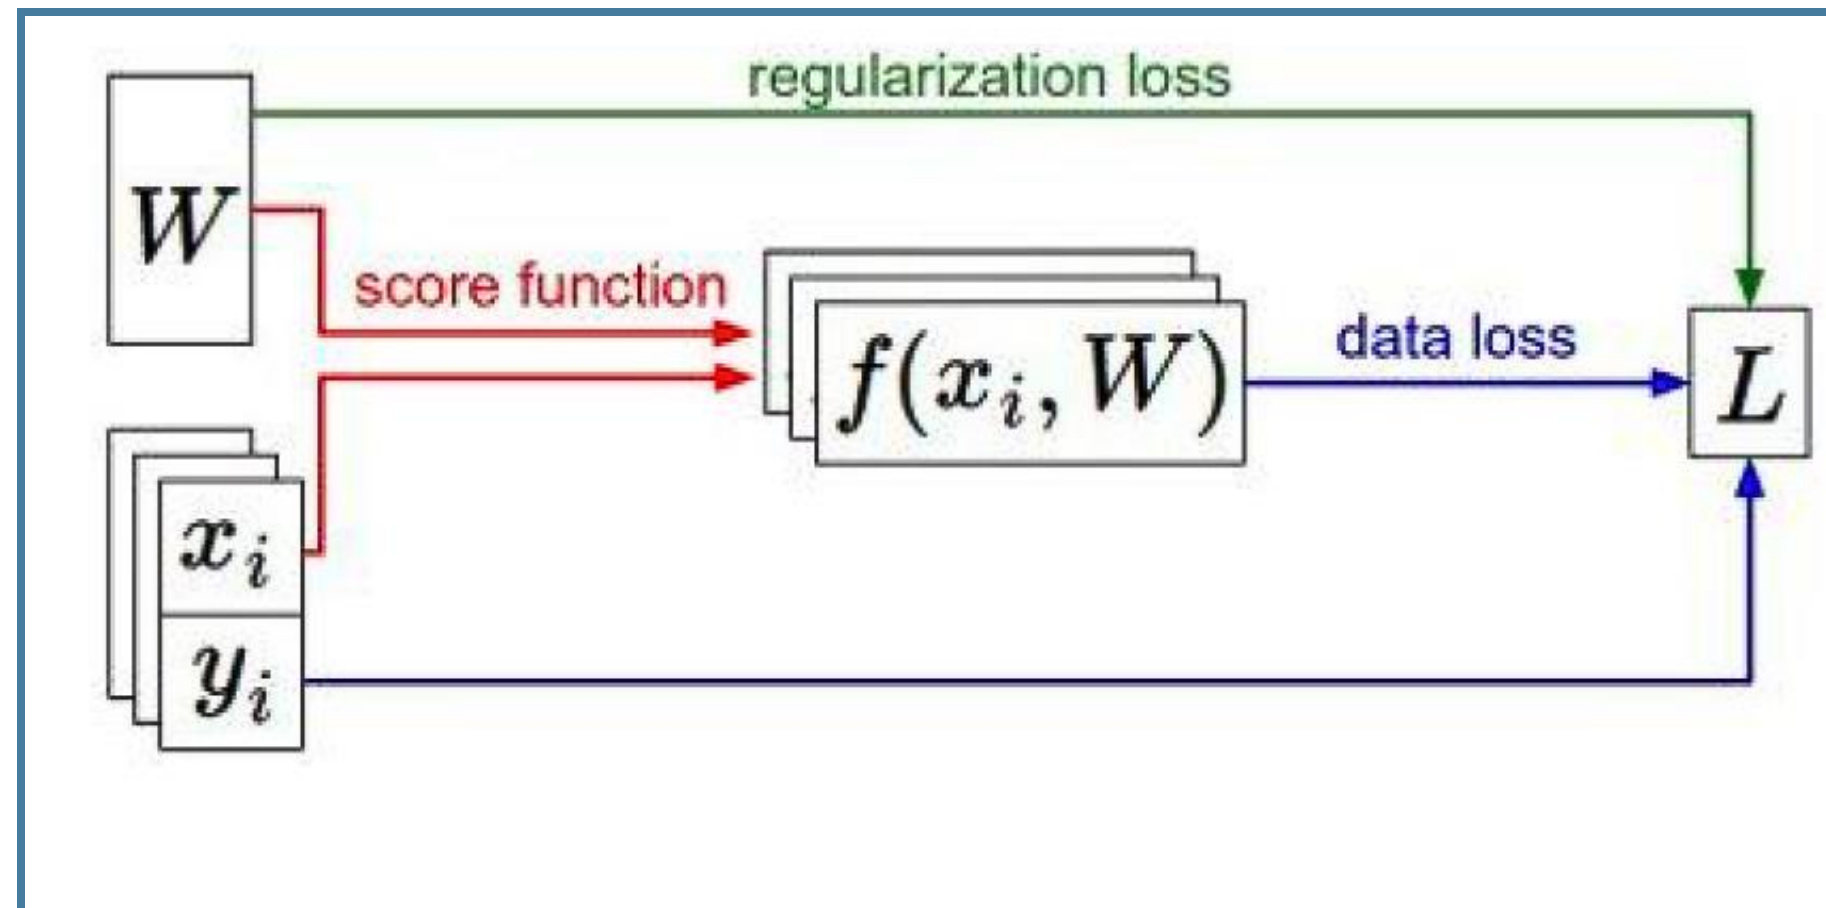 regularization loss
W
score function
f(x_i, W)
data loss
L
x_i
y_i